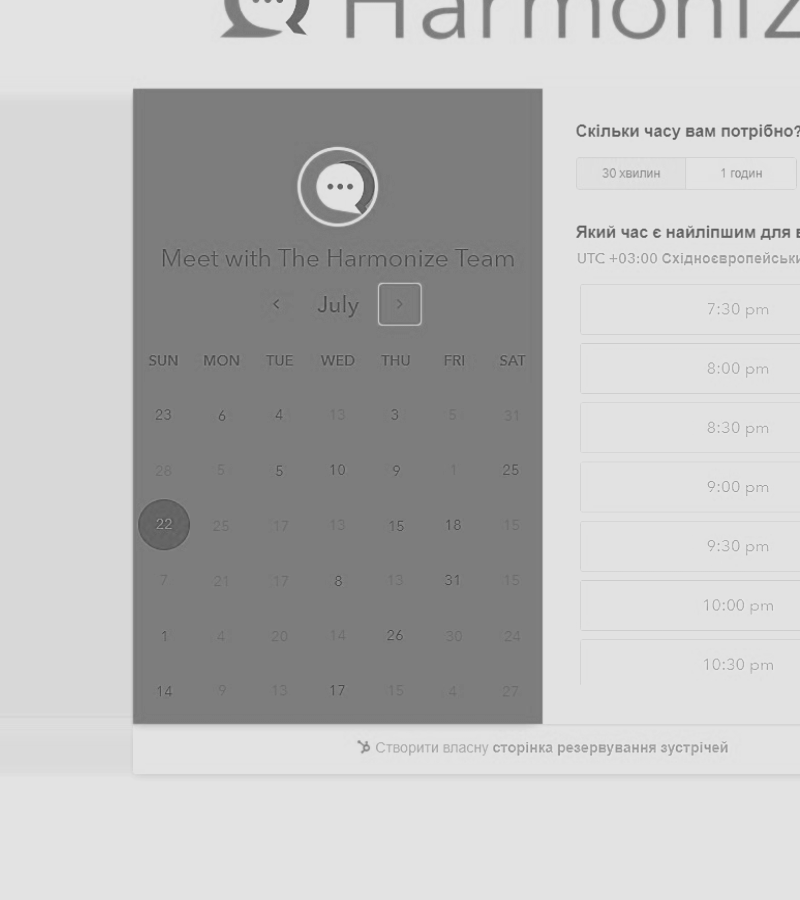 Harmoniz
Скільки часу вам потрібно?
30 хвилин 1 годин
Meet with The Harmonize Team
Який час є найліпшим для в
UTC +03:00 Східноєвропейськи
July
7:30 pm
SUN MON TUE WED THU FRI SAT
8:00 pm
23 6 4 13 3 5 31
8:30 pm
28 5 5 10 9 1 25
9:00 pm
22 25 17 13 15 18 15
9:30 pm
7 21 17 8 13 31 15
10:00 pm
1 4 20 14 26 30 24
10:30 pm
14 9 13 17 15 4 27
Створити власну сторінка резервування зустрічей